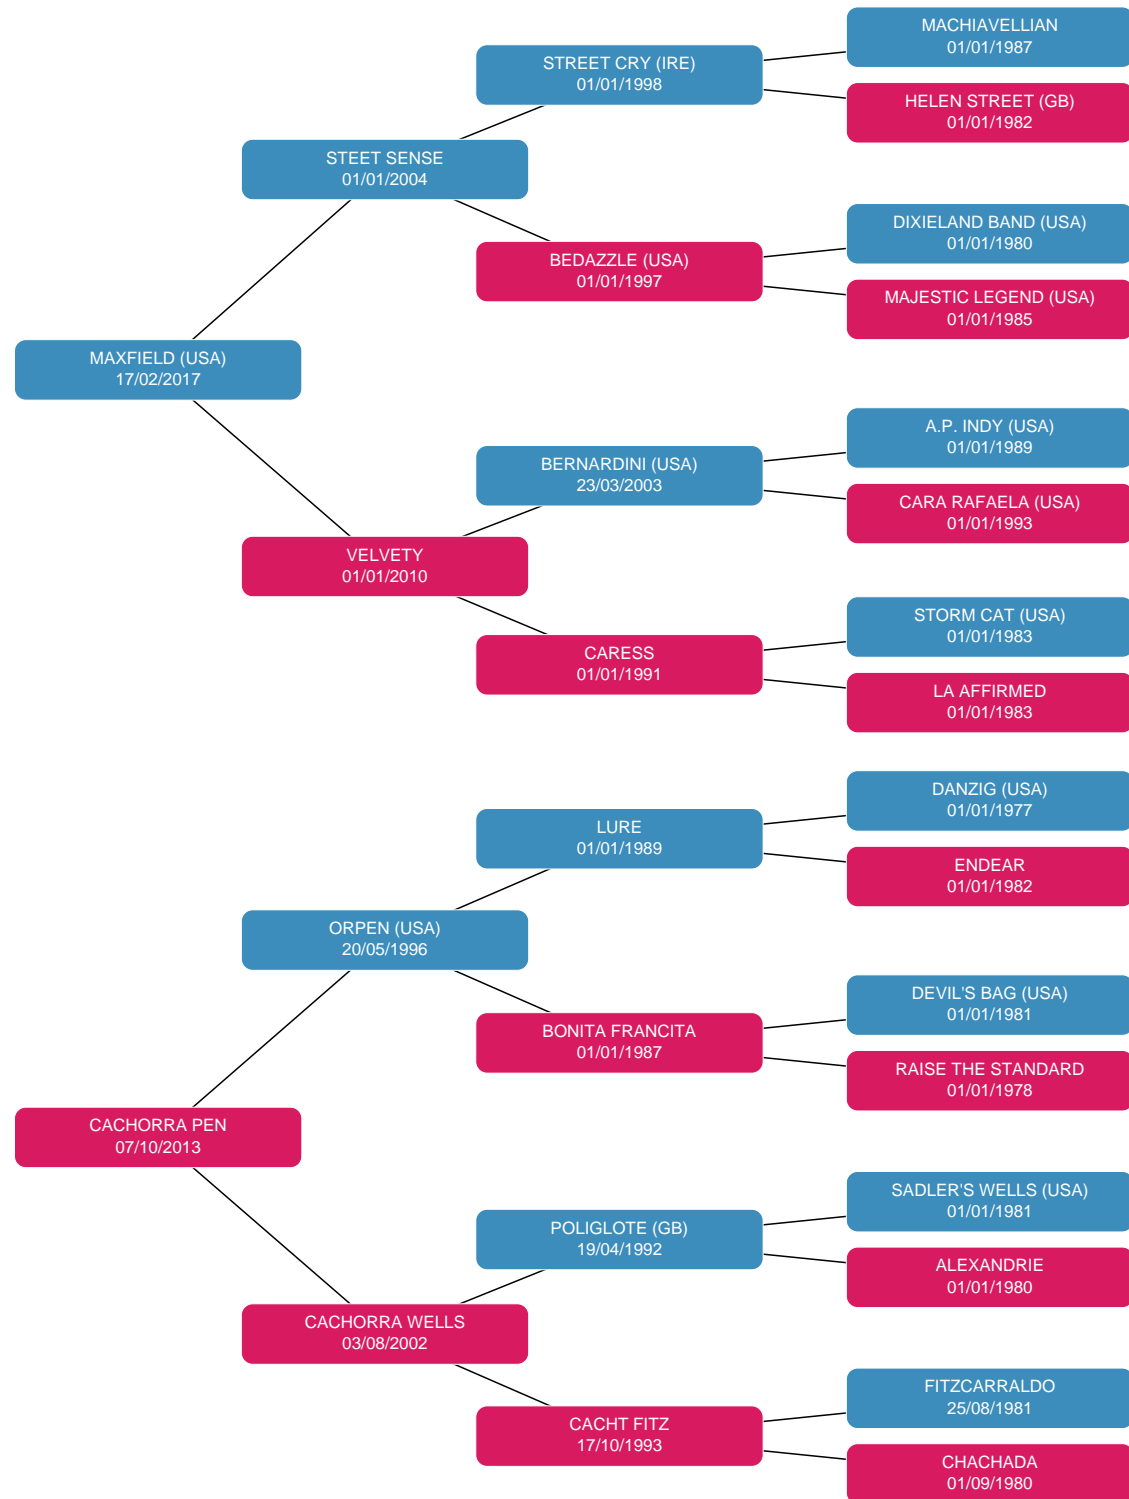 MACHIAVELLIAN
01/01/1987
STREET CRY (IRE)
01/01/1998
HELEN STREET (GB)
01/01/1982
STEET SENSE
01/01/2004
DIXIELAND BAND (USA)
01/01/1980
BEDAZZLE (USA)
01/01/1997
MAJESTIC LEGEND (USA)
01/01/1985
MAXFIELD (USA)
17/02/2017
A.P. INDY (USA)
01/01/1989
BERNARDINI (USA)
23/03/2003
CARA RAFAELA (USA)
01/01/1993
VELVETY
01/01/2010
STORM CAT (USA)
01/01/1983
CARESS
01/01/1991
LA AFFIRMED
01/01/1983
DANZIG (USA)
01/01/1977
LURE
01/01/1989
ENDEAR
01/01/1982
ORPEN (USA)
20/05/1996
DEVIL'S BAG (USA)
01/01/1981
BONITA FRANCITA
01/01/1987
RAISE THE STANDARD
01/01/1978
CACHORRA PEN
07/10/2013
SADLER'S WELLS (USA)
01/01/1981
POLIGLOTE (GB)
19/04/1992
ALEXANDRIE
01/01/1980
CACHORRA WELLS
03/08/2002
FITZCARRALDO
25/08/1981
CACHT FITZ
17/10/1993
CHACHADA
01/09/1980